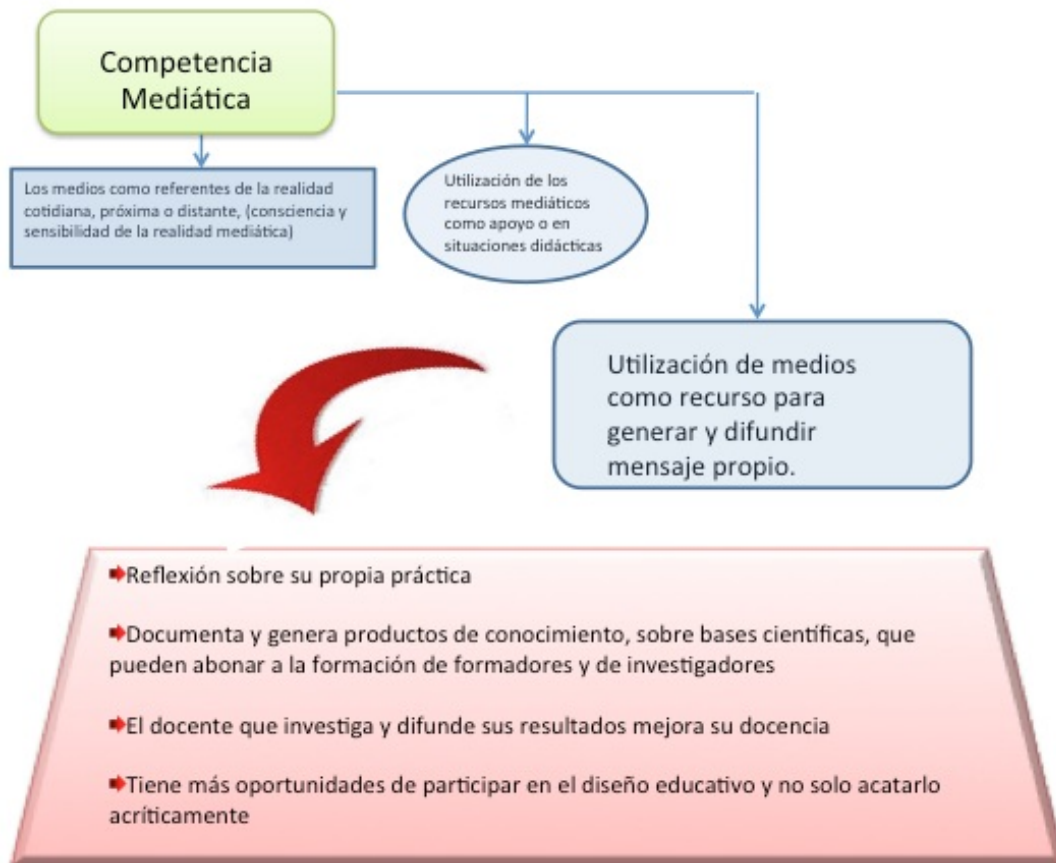 Competencia
Mediática
Los medios como referentes de la realidad
cotidiana, próxima o distante, (consciencia y
sensibilidad de la realidad mediática)
Utilización de los
recursos mediáticos
como apoyo o en
situaciones didácticas
Utilización de medios
como recurso para
generar y difundir
mensaje propio.
Reflexión sobre su propia práctica
Documenta y genera productos de conocimiento, sobre bases científicas, que
pueden abonar a la formación de formadores y de investigadores
El docente que investiga y difunde sus resultados mejora su docencia
Tiene más oportunidades de participar en el diseño educativo y no solo acatarlo
acríticamente